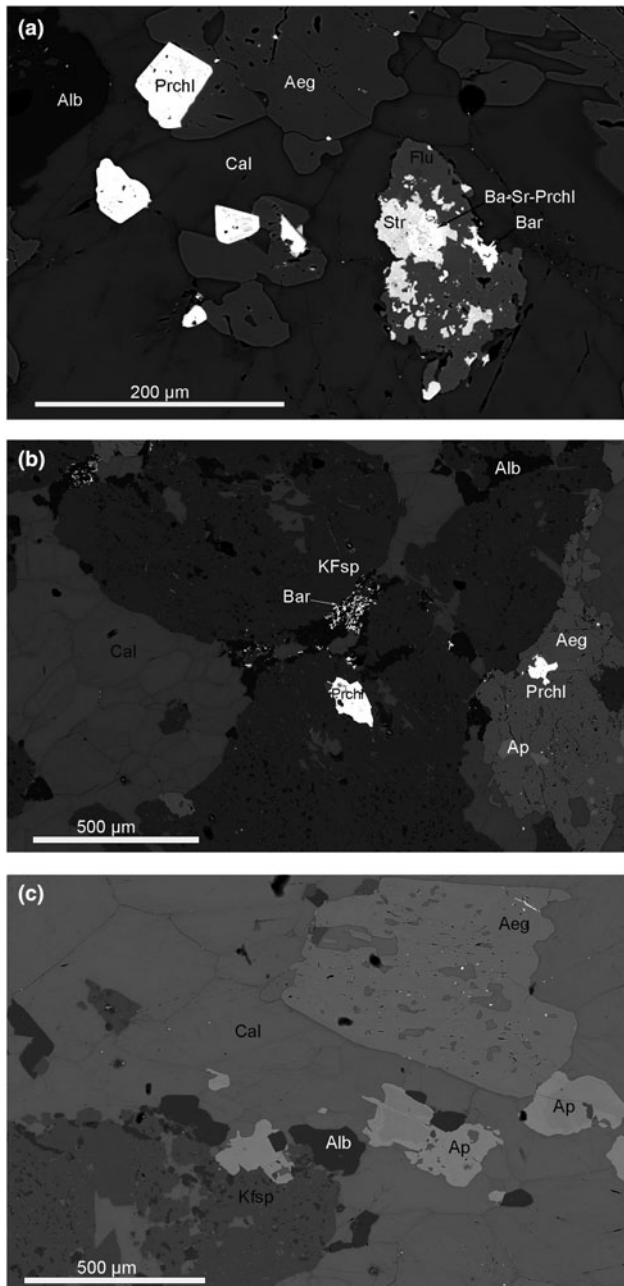 (a)
Prchl
Aeg
Alb
Cal
Flu
Ba-Sr-Prchl
Str
Bar
200 µm
(b)
Alb
KFsp
Bar
Cal
Aeg
Prchl
Prchl
Ap
500 µm
(c)
Aeg
Cal
Ap
Alb
Ap
Kfsp
500 µm